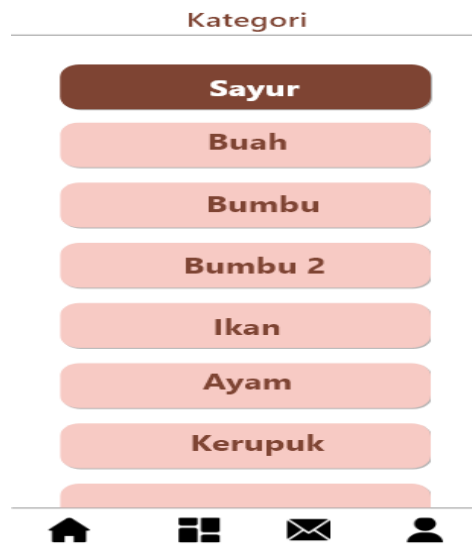 Kategori
Sayur
Buah
Bumbu
Bumbu 2
Ikan
Ayam
Kerupuk